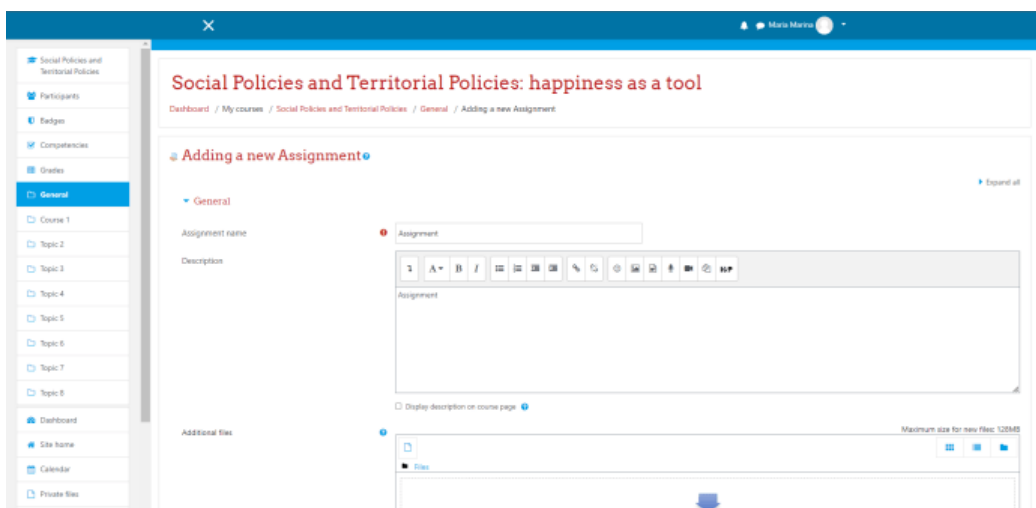 Maria Marina
Social Policies and
Territorial Policies
Participants
Badges
Competencies
Grades
General
Course 1
Topic 2
Topic 3
Topic 4
Topic 5
Topic 6
Topic 7
Topic 8
Dashboard
Site home
Calendar
Private files
Social Policies and Territorial Policies: happiness as a tool
Dashboard / My courses / Social Policies and Territorial Policies / General / Adding a new Assignment
Adding a new Assignment
Expand all
General
Assignment name
Assignment
Description
A B I H-P
Assignment
Display description on course page
Additional files
Maximum size for new files: 128MB
Files